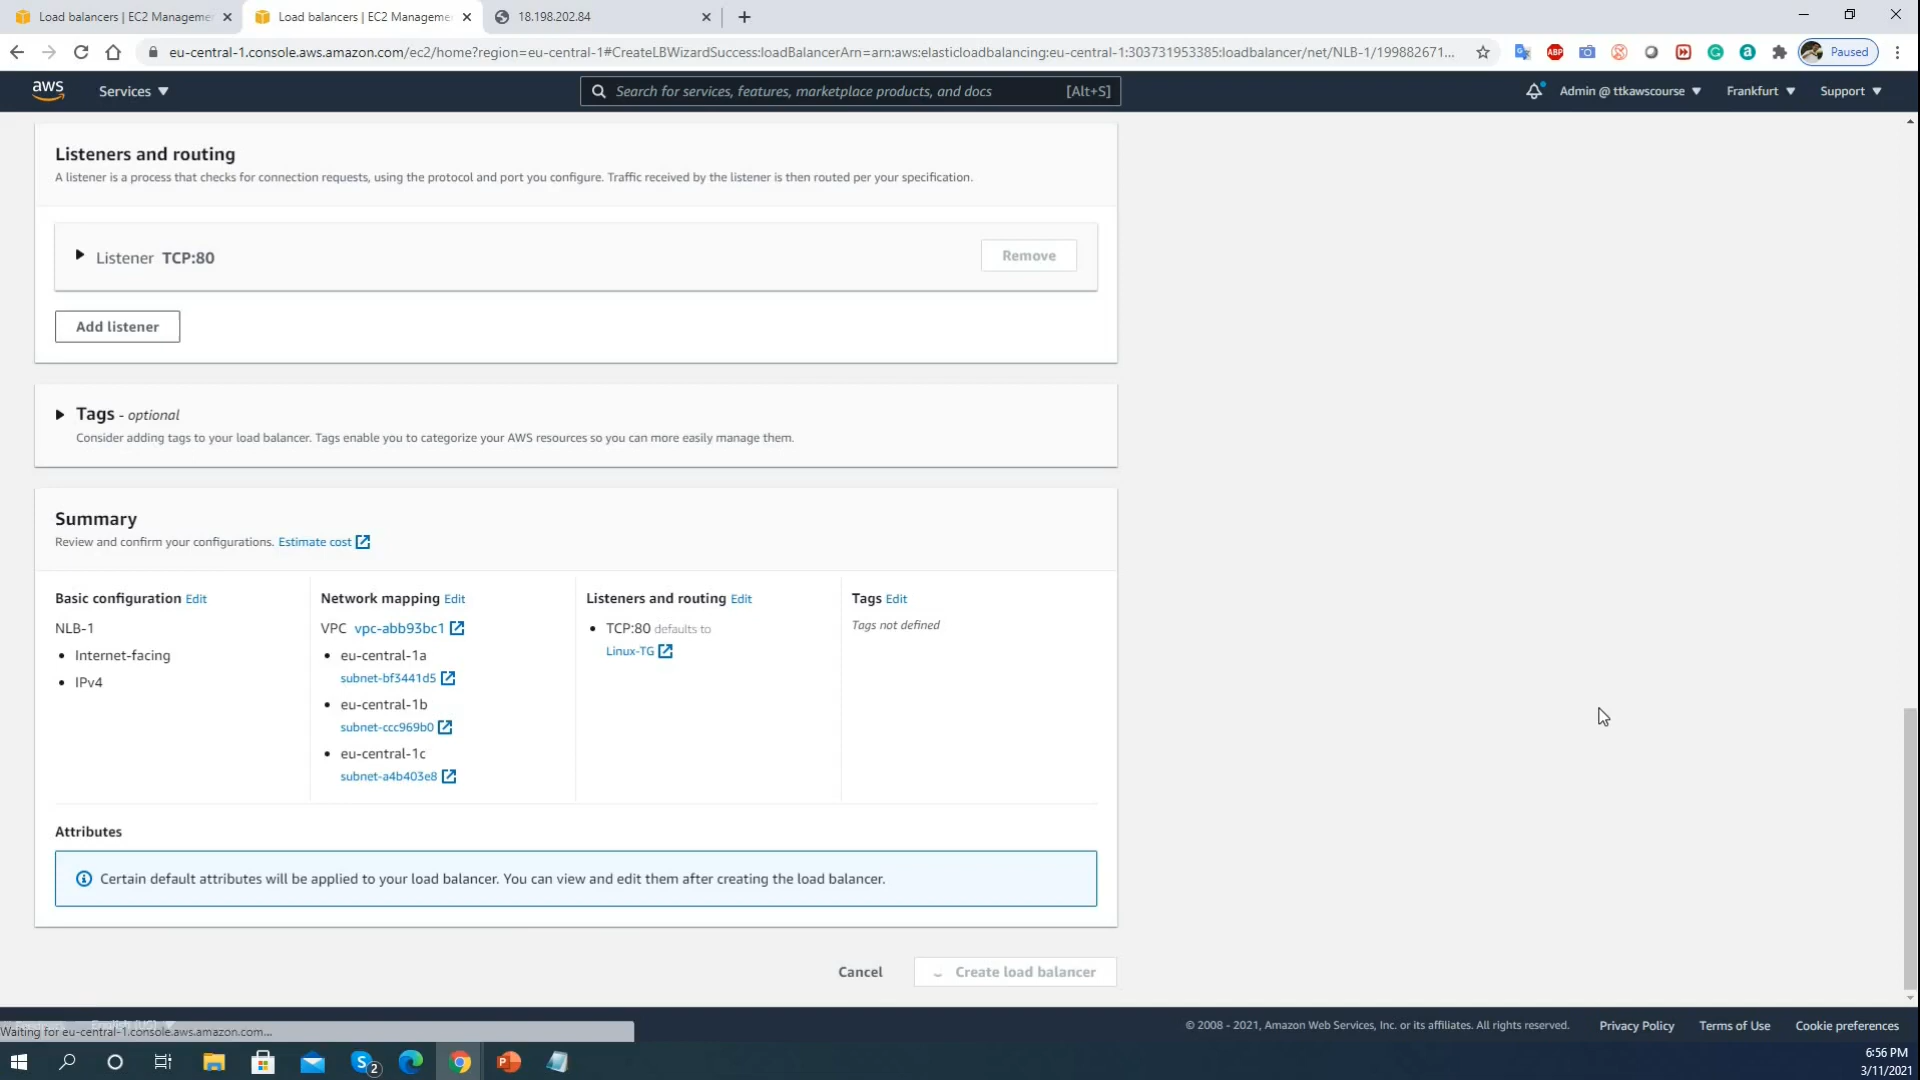 Load balancers | EC2 Manageme
Load balancers | EC2 Manageme
18.198.202.84
eu-central-1.console.aws.amazon.com/ec2/home?region=eu-central-1#CreateLBWizardSuccess:loadBalancerArn=arn:aws:elasticloadbalancing:eu-central-1:303731953385:loadbalancer/net/NLB-1/199882671...
ABP
Paused
aws
Services
Search for services, features, marketplace products, and docs
[Alt+S]
Admin @ ttkawscourse
Frankfurt
Support
Listeners and routing
A listener is a process that checks for connection requests, using the protocol and port you configure. Traffic received by the listener is then routed per your specification.
Listener TCP:80
Remove
Add listener
Tags - optional
Consider adding tags to your load balancer. Tags enable you to categorize your AWS resources so you can more easily manage them.
Summary
Review and confirm your configurations. Estimate cost
Basic configuration Edit
NLB-1
• Internet-facing
• IPv4
Network mapping Edit
VPC vpc-abb93bc1
• eu-central-1a
subnet-bf3441d5
• eu-central-1b
subnet-ccc969b0
• eu-central-1c
subnet-a4b403e8
Listeners and routing Edit
• TCP:80 defaults to
Linux-TG
Tags Edit
Tags not defined
Attributes
Certain default attributes will be applied to your load balancer. You can view and edit them after creating the load balancer.
Cancel
Create load balancer
Waiting for eu-central-1.console.aws.amazon.com...
© 2008 - 2021, Amazon Web Services, Inc. or its affiliates. All rights reserved.
Privacy Policy
Terms of Use
Cookie preferences
2
6:56 PM
3/11/2021